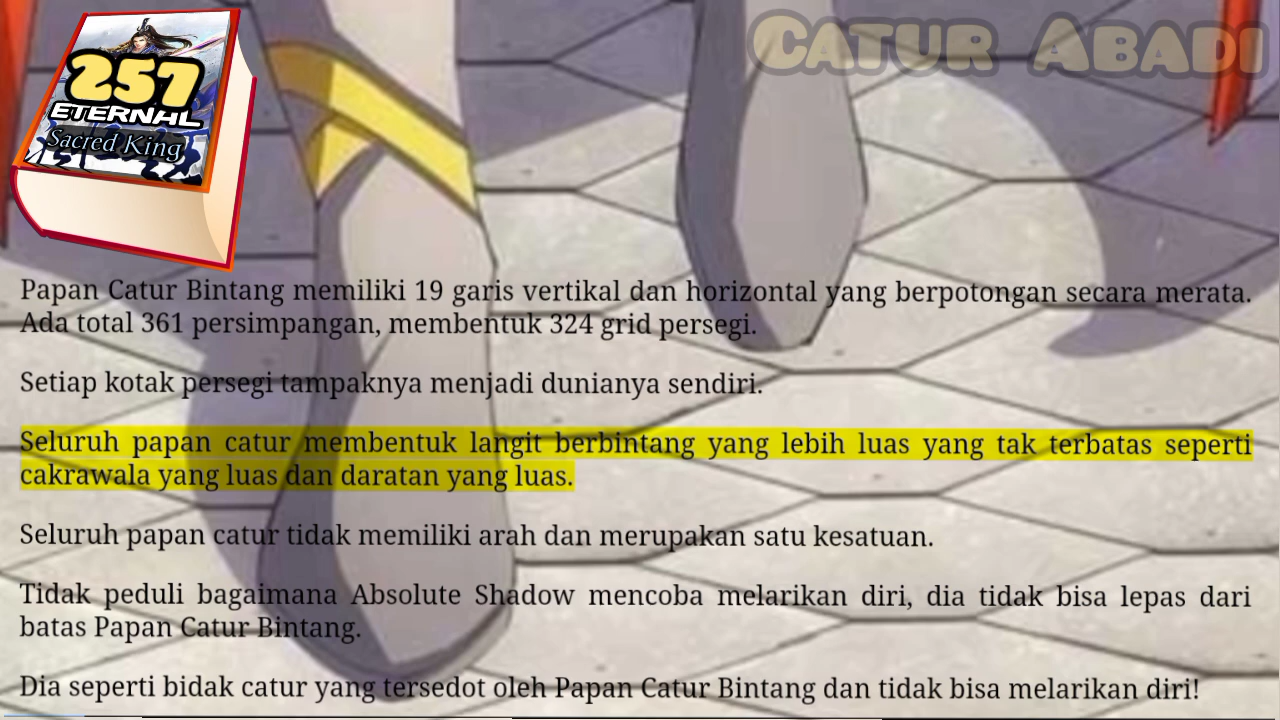 CATUR ABADI
257
ETERNAL
Sacred King
Papan Catur Bintang memiliki 19 garis vertikal dan horizontal yang berpotongan secara merata.
Ada total 361 persimpangan, membentuk 324 grid persegi.
Setiap kotak persegi tampaknya menjadi dunianya sendiri.
Seluruh papan catur membentuk langit berbintang yang lebih luas yang tak terbatas seperti
cakrawala yang luas dan daratan yang luas.
Seluruh papan catur tidak memiliki arah dan merupakan satu kesatuan.
Tidak peduli bagaimana Absolute Shadow mencoba melarikan diri, dia tidak bisa lepas dari
batas Papan Catur Bintang.
Dia seperti bidak catur yang tersedot oleh Papan Catur Bintang dan tidak bisa melarikan diri!